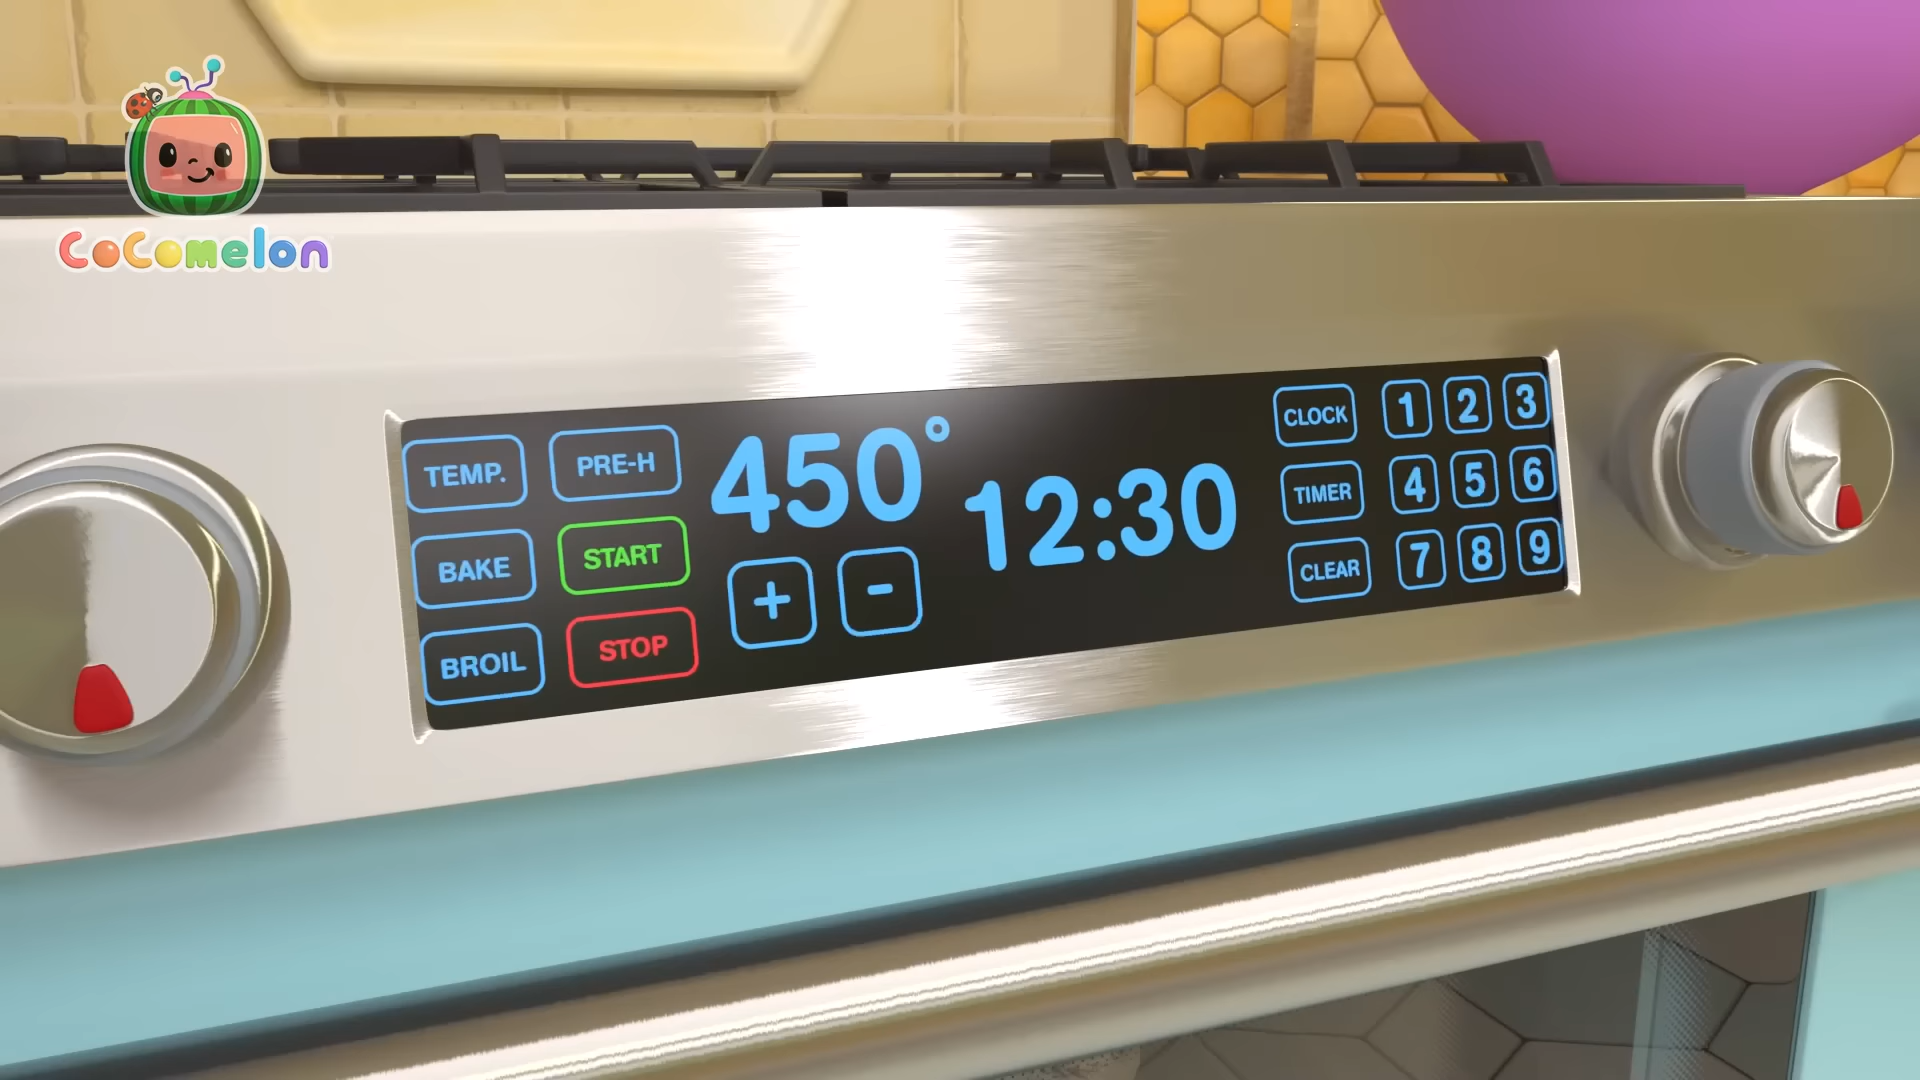 CoComelon
TEMP. PRE-H 450° 12:30 CLOCK 1 2 3
BAKE START + - TIMER 4 5 6
BROIL STOP CLEAR 7 8 9